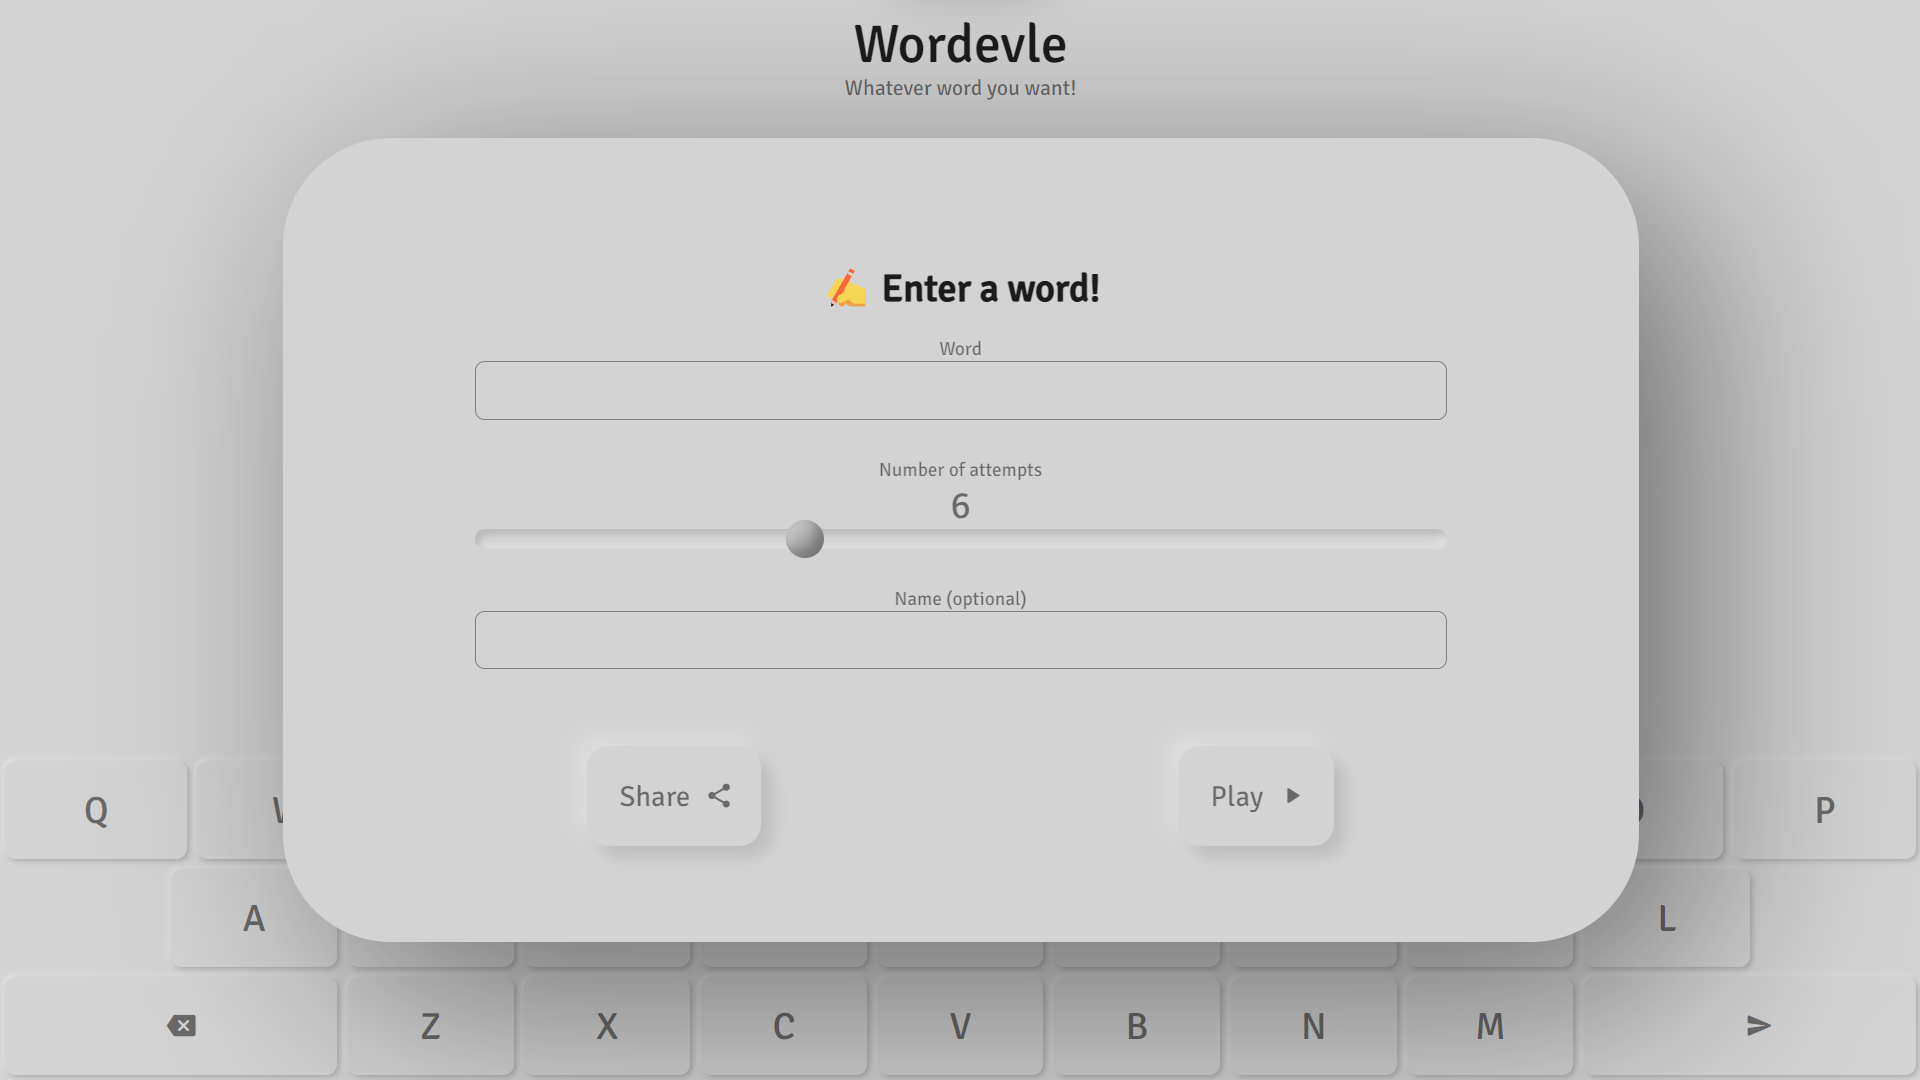 Wordevle
Whatever word you want!
✍️ Enter a word!
Word
Number of attempts
6
Name (optional)
Share
Play
Q
P
A
L
Z X C V B N M